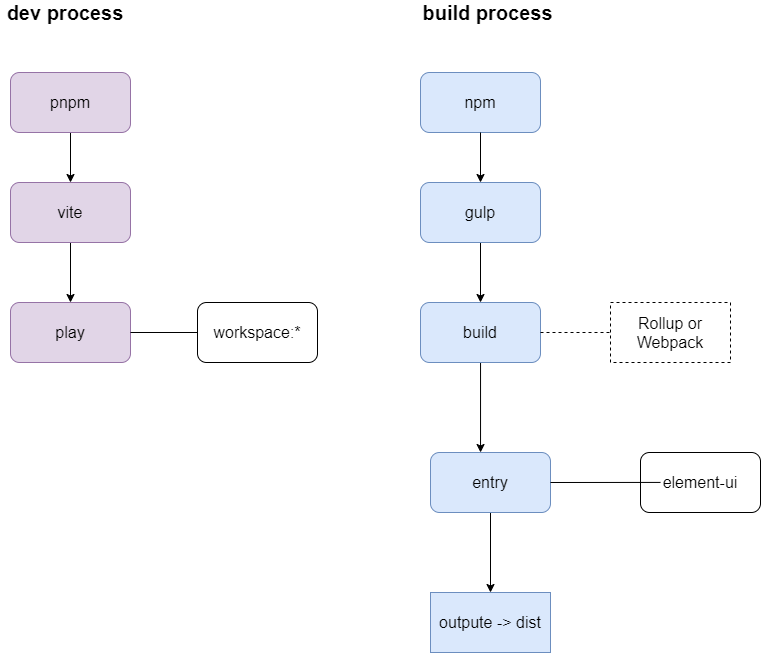 dev process
build process
pnpm
npm
vite
gulp
play
workspace:*
build
Rollup or
Webpack
entry
element-ui
outpute -> dist